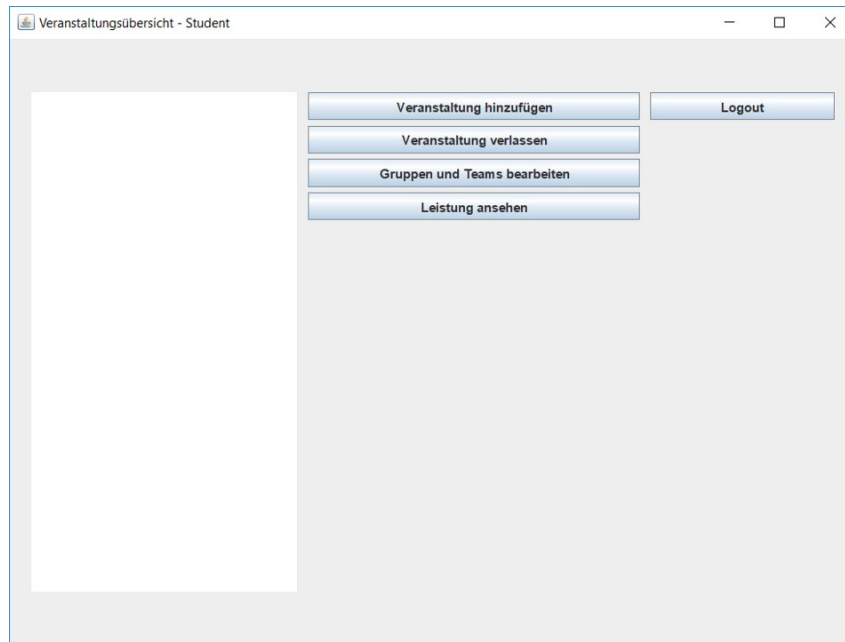 Veranstaltungsübersicht - Student
Veranstaltung hinzufügen
Logout
Veranstaltung verlassen
Gruppen und Teams bearbeiten
Leistung ansehen